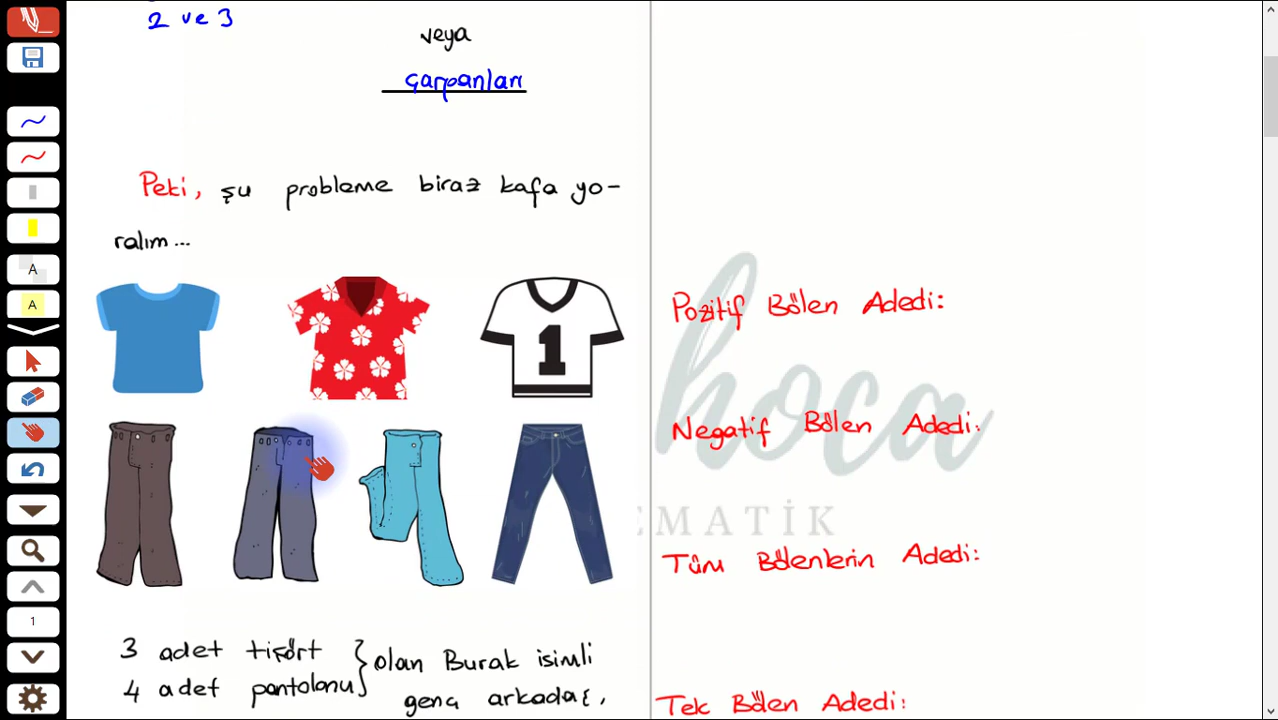 2 ve 3
veya
Çarpanları
Peki, şu probleme biraz kafa yo-
ralım...
1
3 adet tişört
4 adet pantolonu
olan Burak isimli
genç arkadaş,
Pozitif Bölen Adedi:
hoca
Negatif Bölen Adedi:
EMATİK
Tüm Bölenlerin Adedi:
Tek Bölen Adedi:
A
A
1